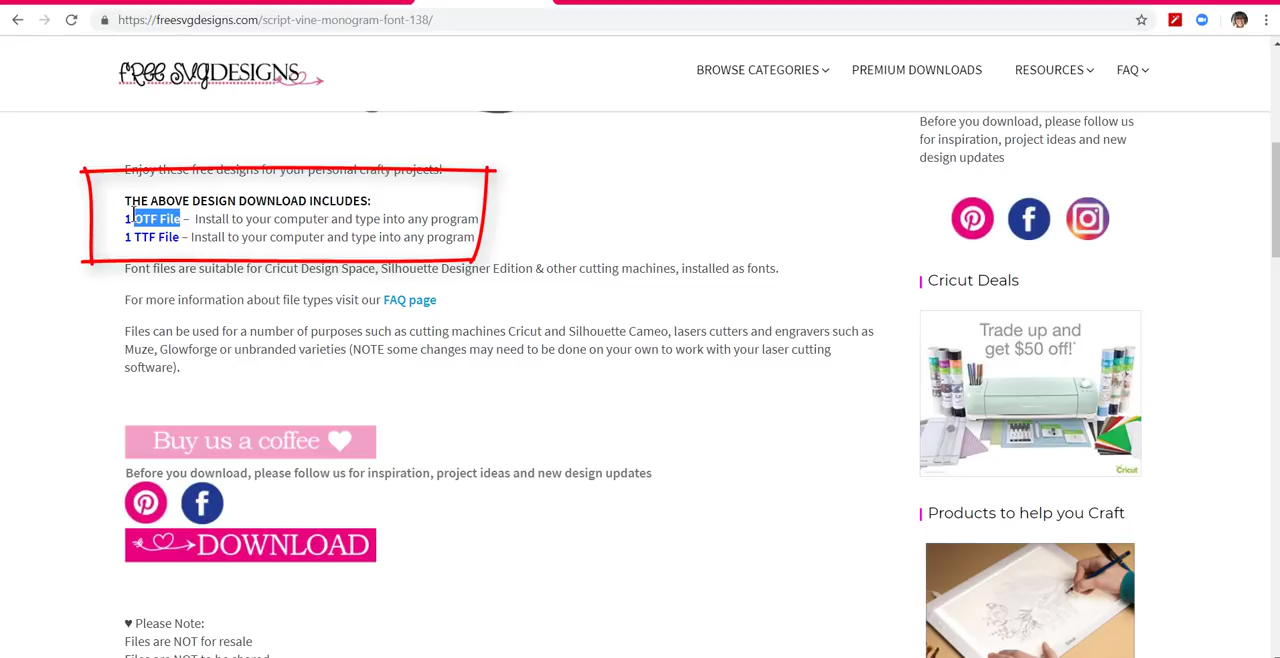 https://freesvgdesigns.com/script-vine-monogram-font-138/
FREE SVGDESIGNS
BROWSE CATEGORIES
PREMIUM DOWNLOADS
RESOURCES
FAQ
Enjoy these free designs for your personal crafty projects!
THE ABOVE DESIGN DOWNLOAD INCLUDES:
1 OTF File – Install to your computer and type into any program
1 TTF File – Install to your computer and type into any program
Font files are suitable for Cricut Design Space, Silhouette Designer Edition & other cutting machines, installed as fonts.
For more information about file types visit our FAQ page
Files can be used for a number of purposes such as cutting machines Cricut and Silhouette Cameo, lasers cutters and engravers such as
Muze, Glowforge or unbranded varieties (NOTE some changes may need to be done on your own to work with your laser cutting
software).
Buy us a coffee
Before you download, please follow us for inspiration, project ideas and new design updates
DOWNLOAD
♥ Please Note:
Files are NOT for resale
Files are NOT to be shared
Before you download, please follow us
for inspiration, project ideas and new
design updates
Cricut Deals
Trade up and
get $50 off!*
Cricut
Products to help you Craft